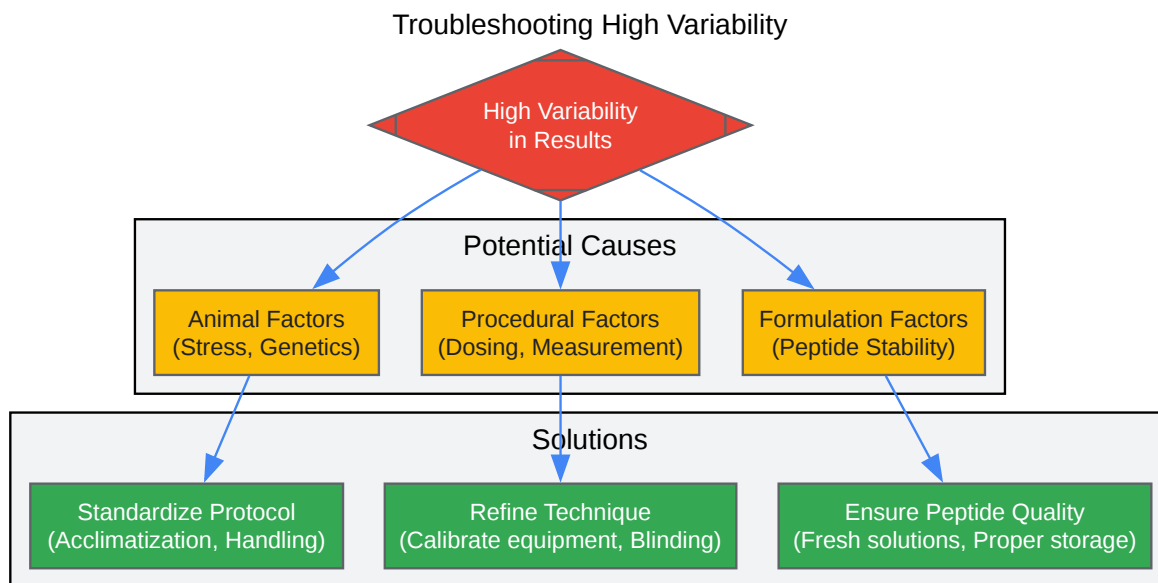 Troubleshooting High Variability
High Variability
in Results
Potential Causes
Animal Factors
(Stress, Genetics)
Procedural Factors
(Dosing, Measurement)
Formulation Factors
(Peptide Stability)
Solutions
Standardize Protocol
(Acclimatization, Handling)
Refine Technique
(Calibrate equipment, Blinding)
Ensure Peptide Quality
(Fresh solutions, Proper storage)